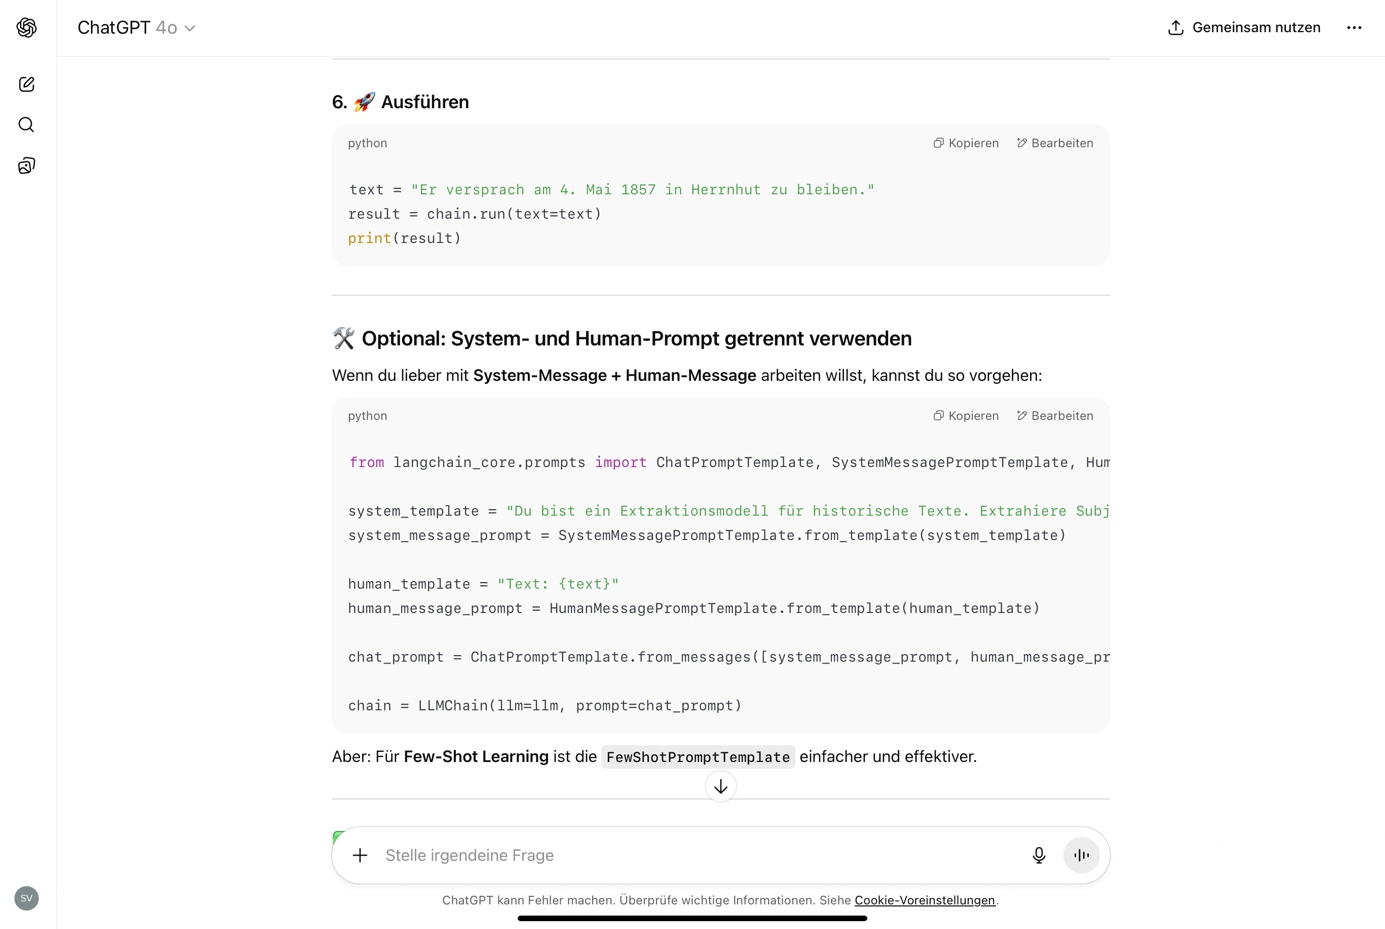 ChatGPT 4o
Gemeinsam nutzen
6. 🚀 Ausführen
python
Kopieren
Bearbeiten
text = "Er versprach am 4. Mai 1857 in Herrnhut zu bleiben."
result = chain.run(text=text)
print(result)
🛠️ Optional: System- und Human-Prompt getrennt verwenden
Wenn du lieber mit System-Message + Human-Message arbeiten willst, kannst du so vorgehen:
python
Kopieren
Bearbeiten
from langchain_core.prompts import ChatPromptTemplate, SystemMessagePromptTemplate, Hum
system_template = "Du bist ein Extraktionsmodell für historische Texte. Extrahiere Subj
system_message_prompt = SystemMessagePromptTemplate.from_template(system_template)
human_template = "Text: {text}"
human_message_prompt = HumanMessagePromptTemplate.from_template(human_template)
chat_prompt = ChatPromptTemplate.from_messages([system_message_prompt, human_message_pr
chain = LLMChain(llm=llm, prompt=chat_prompt)
Aber: Für Few-Shot Learning ist die FewShotPromptTemplate einfacher und effektiver.
Stelle irgendeine Frage
SV
ChatGPT kann Fehler machen. Überprüfe wichtige Informationen. Siehe Cookie-Voreinstellungen.